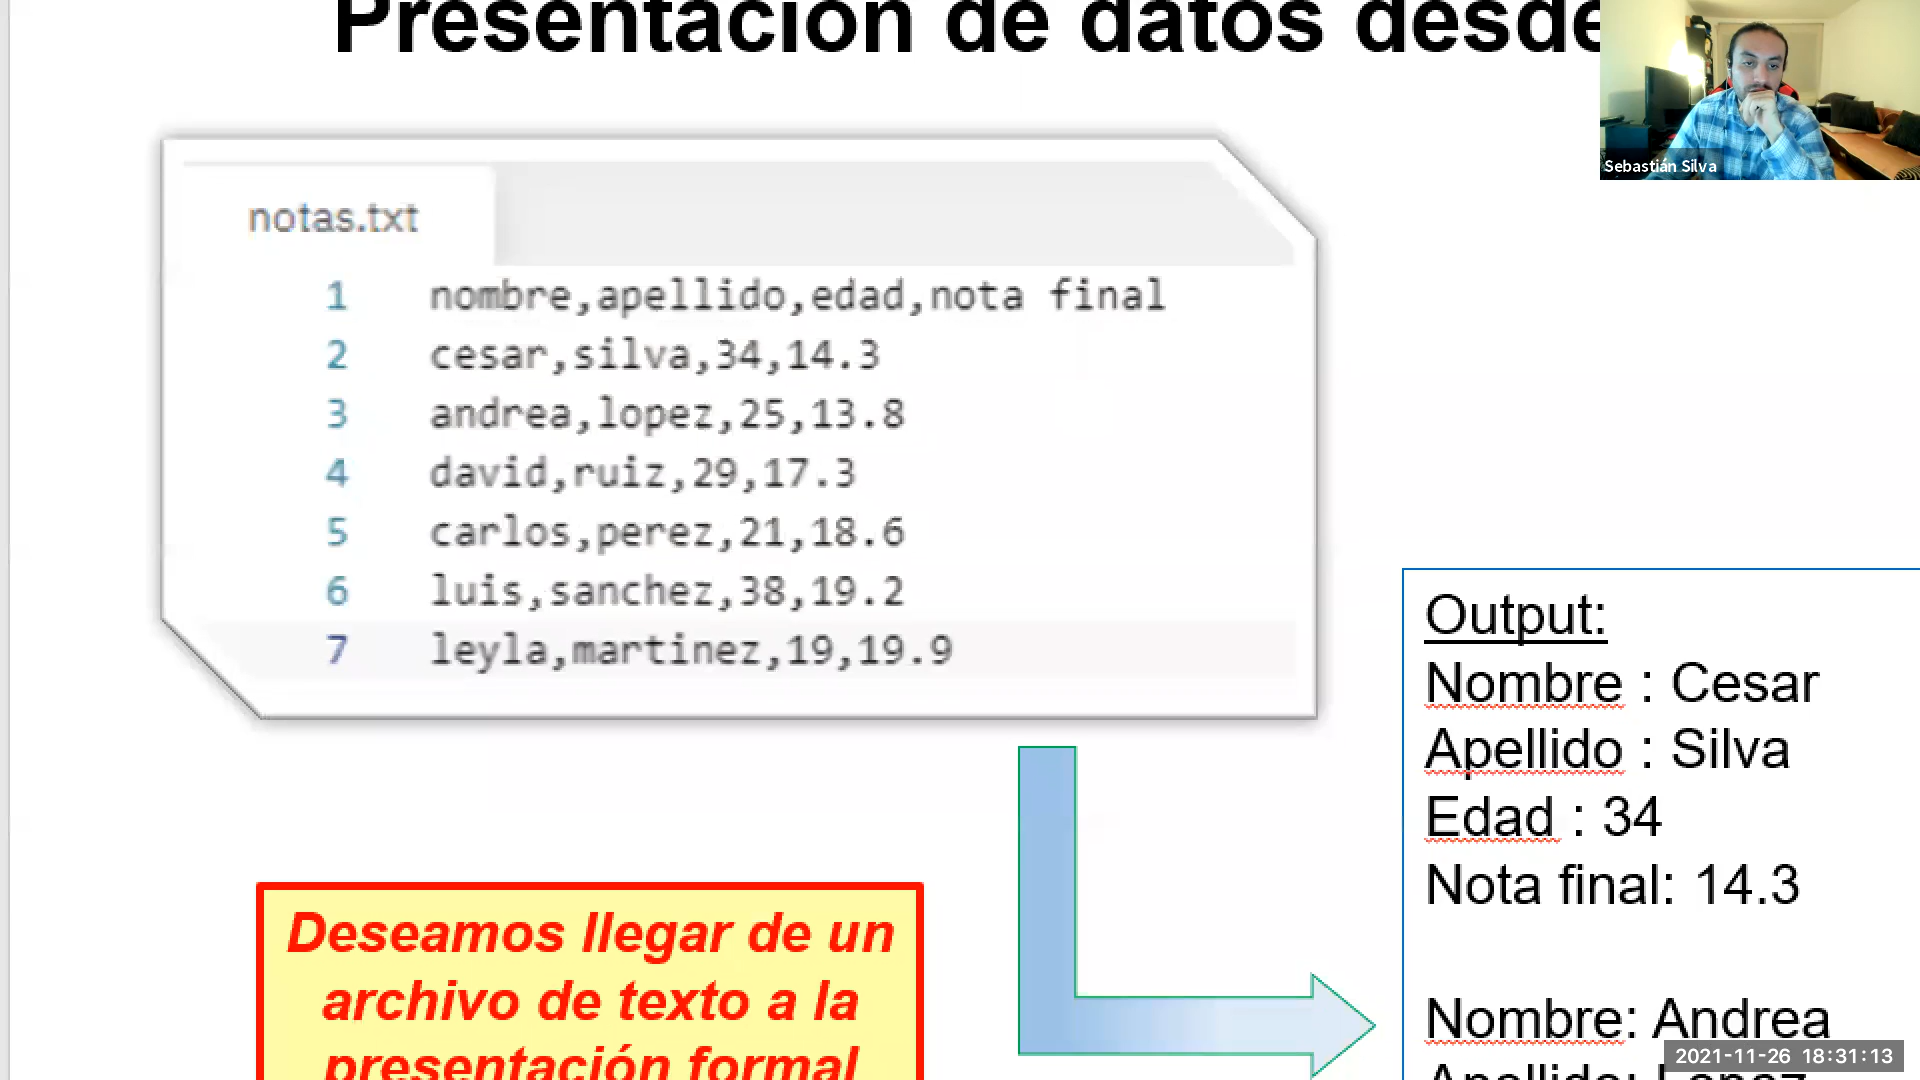 Presentación de datos desde
Sebastián Silva
notas.txt
1 nombre,apellido,edad,nota final
2 cesar,silva,34,14.3
3 andrea,lopez,25,13.8
4 david,ruiz,29,17.3
5 carlos,perez,21,18.6
6 luis,sanchez,38,19.2
7 leyla,martinez,19,19.9
Deseamos llegar de un
archivo de texto a la
presentación formal
Output:
Nombre : Cesar
Apellido : Silva
Edad : 34
Nota final: 14.3
Nombre: Andrea
Apellido: Lopez
2021-11-26 18:31:13